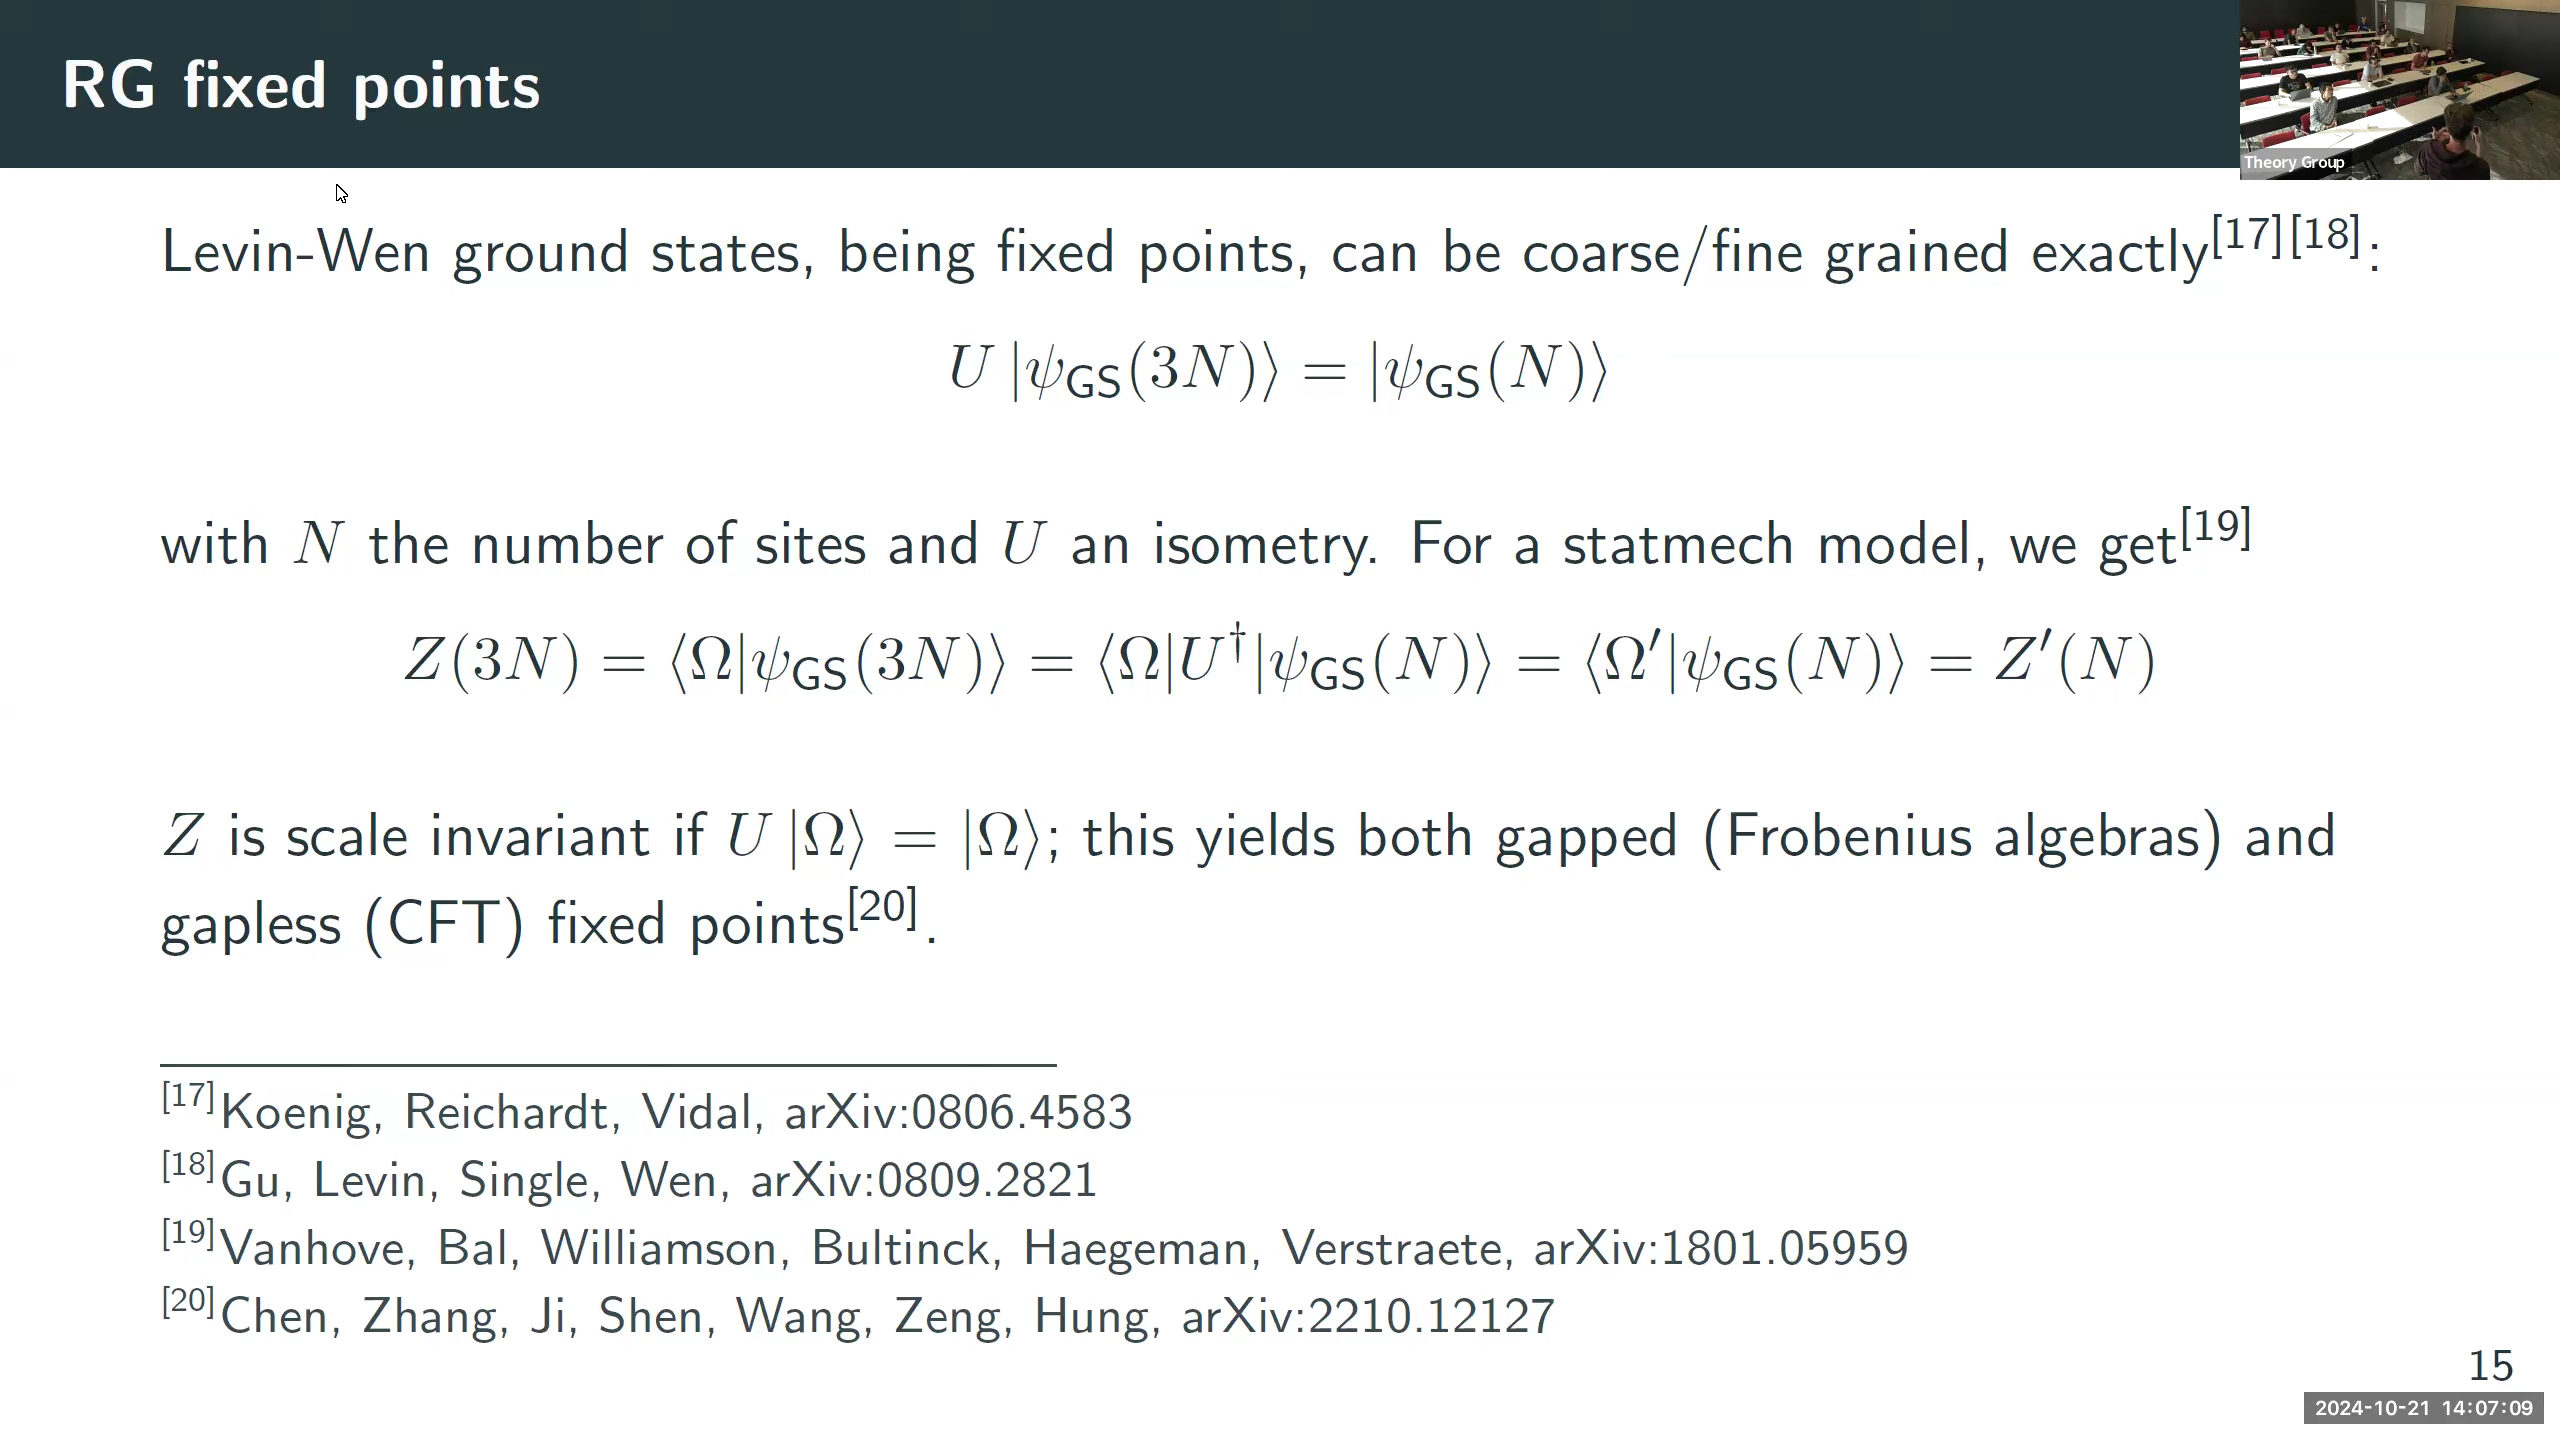 RG fixed points
Theory Group
Levin-Wen ground states, being fixed points, can be coarse/fine grained exactly[17][18]:
U |ψGS(3N)⟩ = |ψGS(N)⟩
with N the number of sites and U an isometry. For a statmech model, we get[19]
Z(3N) = ⟨Ω|ψGS(3N)⟩ = ⟨Ω|U†|ψGS(N)⟩ = ⟨Ω′|ψGS(N)⟩ = Z′(N)
Z is scale invariant if U |Ω⟩ = |Ω⟩; this yields both gapped (Frobenius algebras) and
gapless (CFT) fixed points[20].
[17]Koenig, Reichardt, Vidal, arXiv:0806.4583
[18]Gu, Levin, Single, Wen, arXiv:0809.2821
[19]Vanhove, Bal, Williamson, Bultinck, Haegeman, Verstraete, arXiv:1801.05959
[20]Chen, Zhang, Ji, Shen, Wang, Zeng, Hung, arXiv:2210.12127
15
2024-10-21 14:07:09